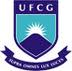 UFCG
SUPRA OMNES LUX LUCES